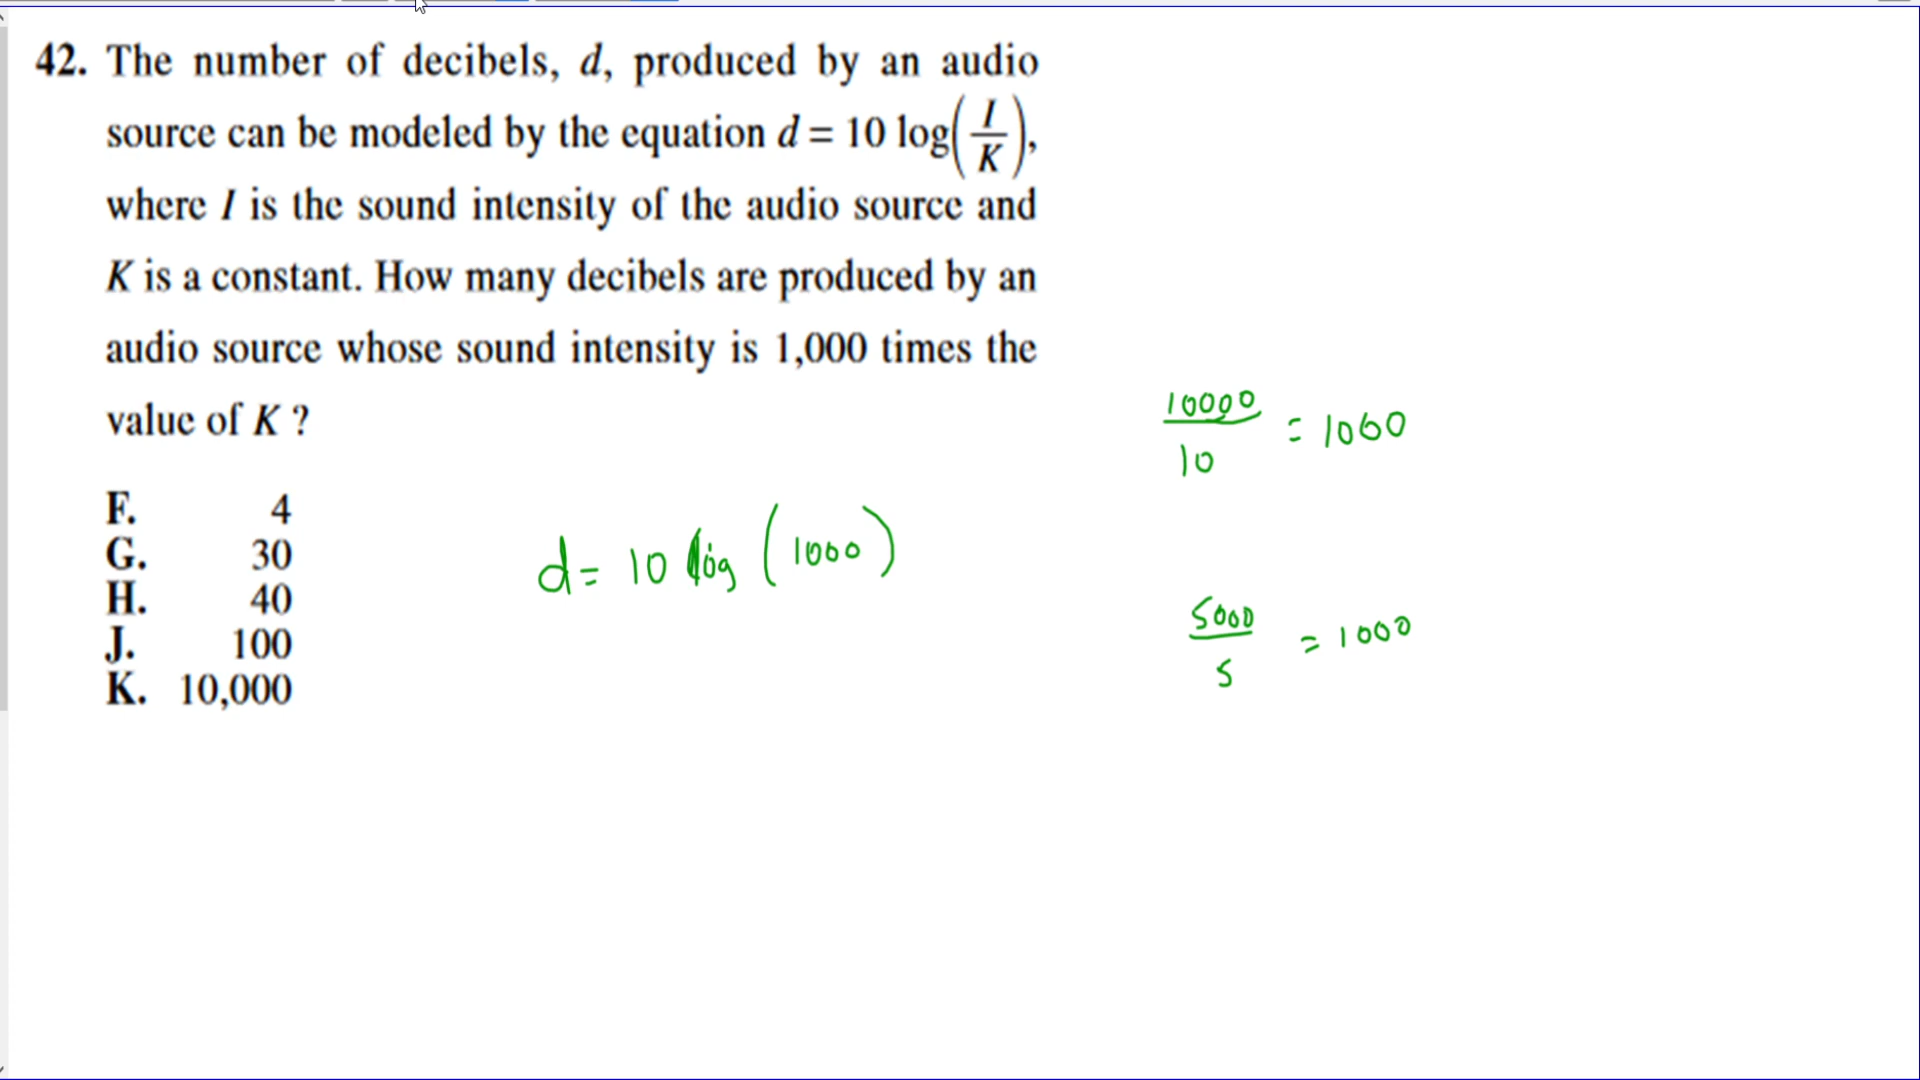 42. The number of decibels, d, produced by an audio
source can be modeled by the equation d = 10 log(I/K),
where I is the sound intensity of the audio source and
K is a constant. How many decibels are produced by an
audio source whose sound intensity is 1,000 times the
value of K ?
F. 4
G. 30
H. 40
J. 100
K. 10,000
d = 10 log (1000)
10000/10 = 1000
5000/5 = 1000